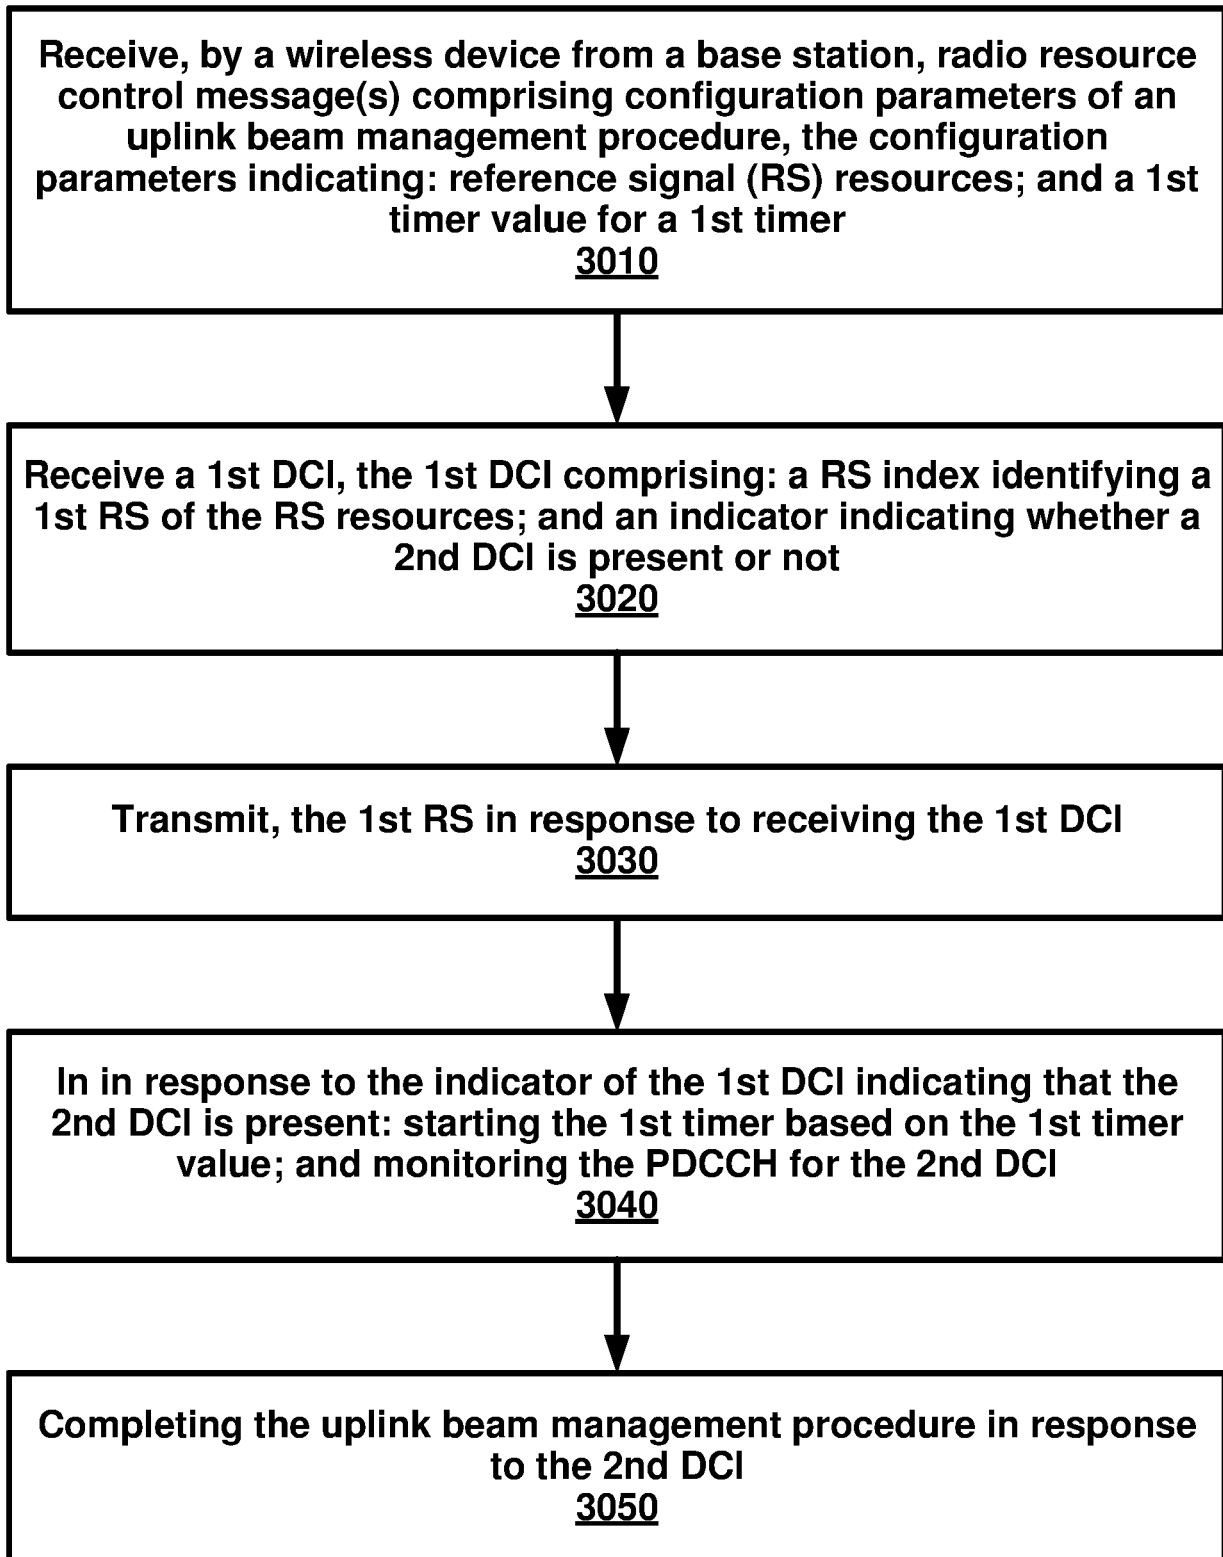 Receive, by a wireless device from a base station, radio resource
control message(s) comprising configuration parameters of an
uplink beam management procedure, the configuration
parameters indicating: reference signal (RS) resources; and a 1st
timer value for a 1st timer
3010
Receive a 1st DCI, the 1st DCI comprising: a RS index identifying a
1st RS of the RS resources; and an indicator indicating whether a
2nd DCI is present or not
3020
Transmit, the 1st RS in response to receiving the 1st DCI
3030
In in response to the indicator of the 1st DCI indicating that the
2nd DCI is present: starting the 1st timer based on the 1st timer
value; and monitoring the PDCCH for the 2nd DCI
3040
Completing the uplink beam management procedure in response
to the 2nd DCI
3050